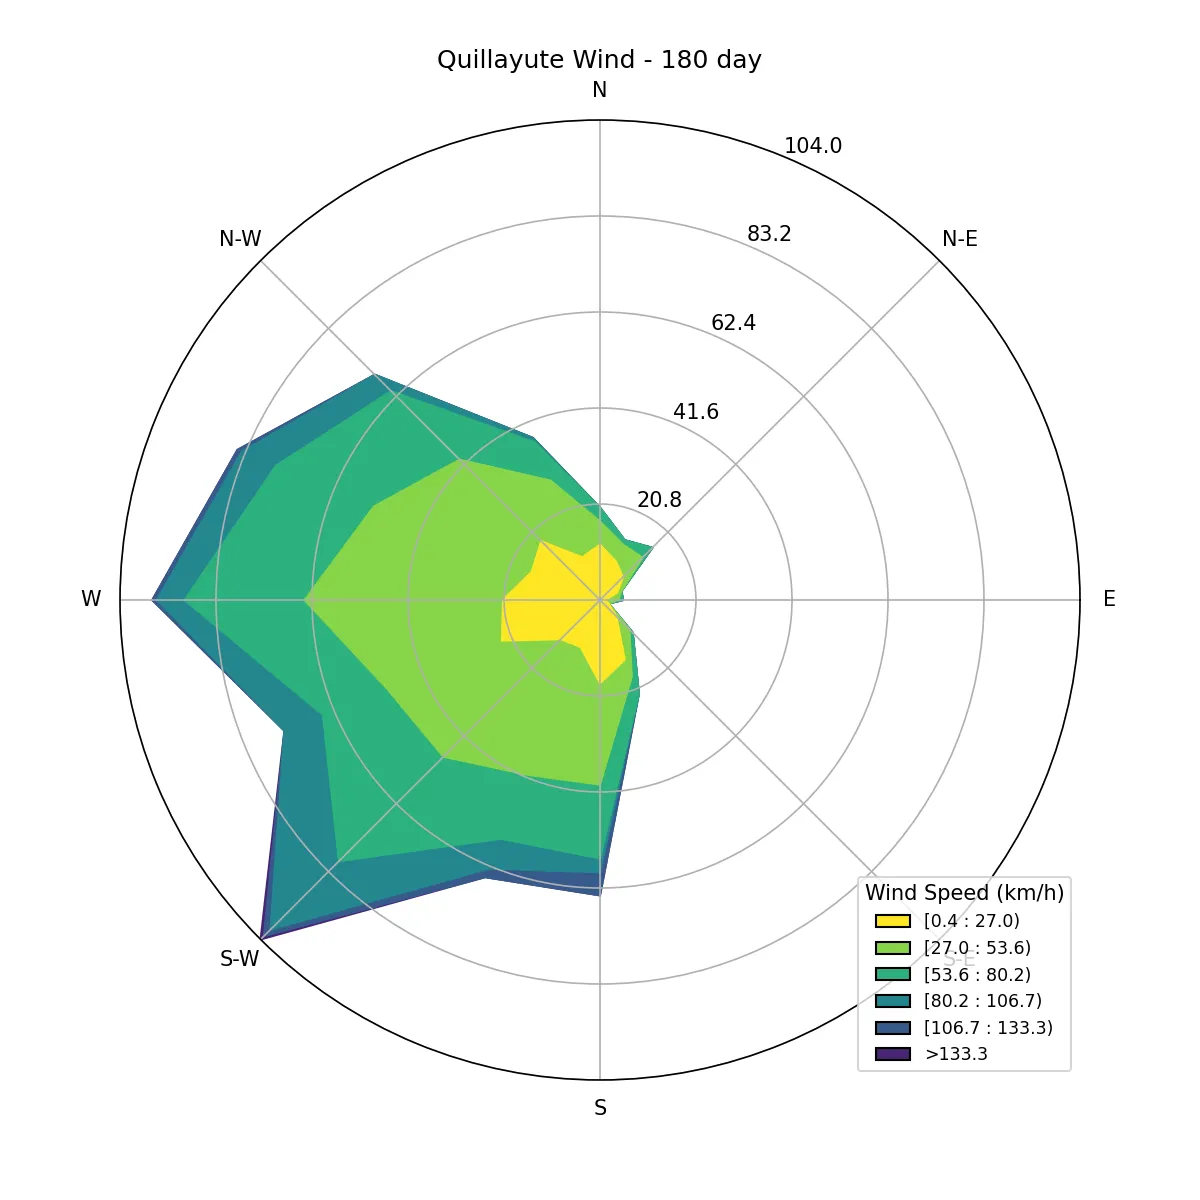 Quillayute Wind - 180 day
N
104.0
83.2
N-W
N-E
62.4
41.6
20.8
W
E
Wind Speed (km/h)
[0.4 : 27.0)
[27.0 : 53.6)
S-W
S-E
[53.6 : 80.2)
[80.2 : 106.7)
[106.7 : 133.3)
>133.3
S